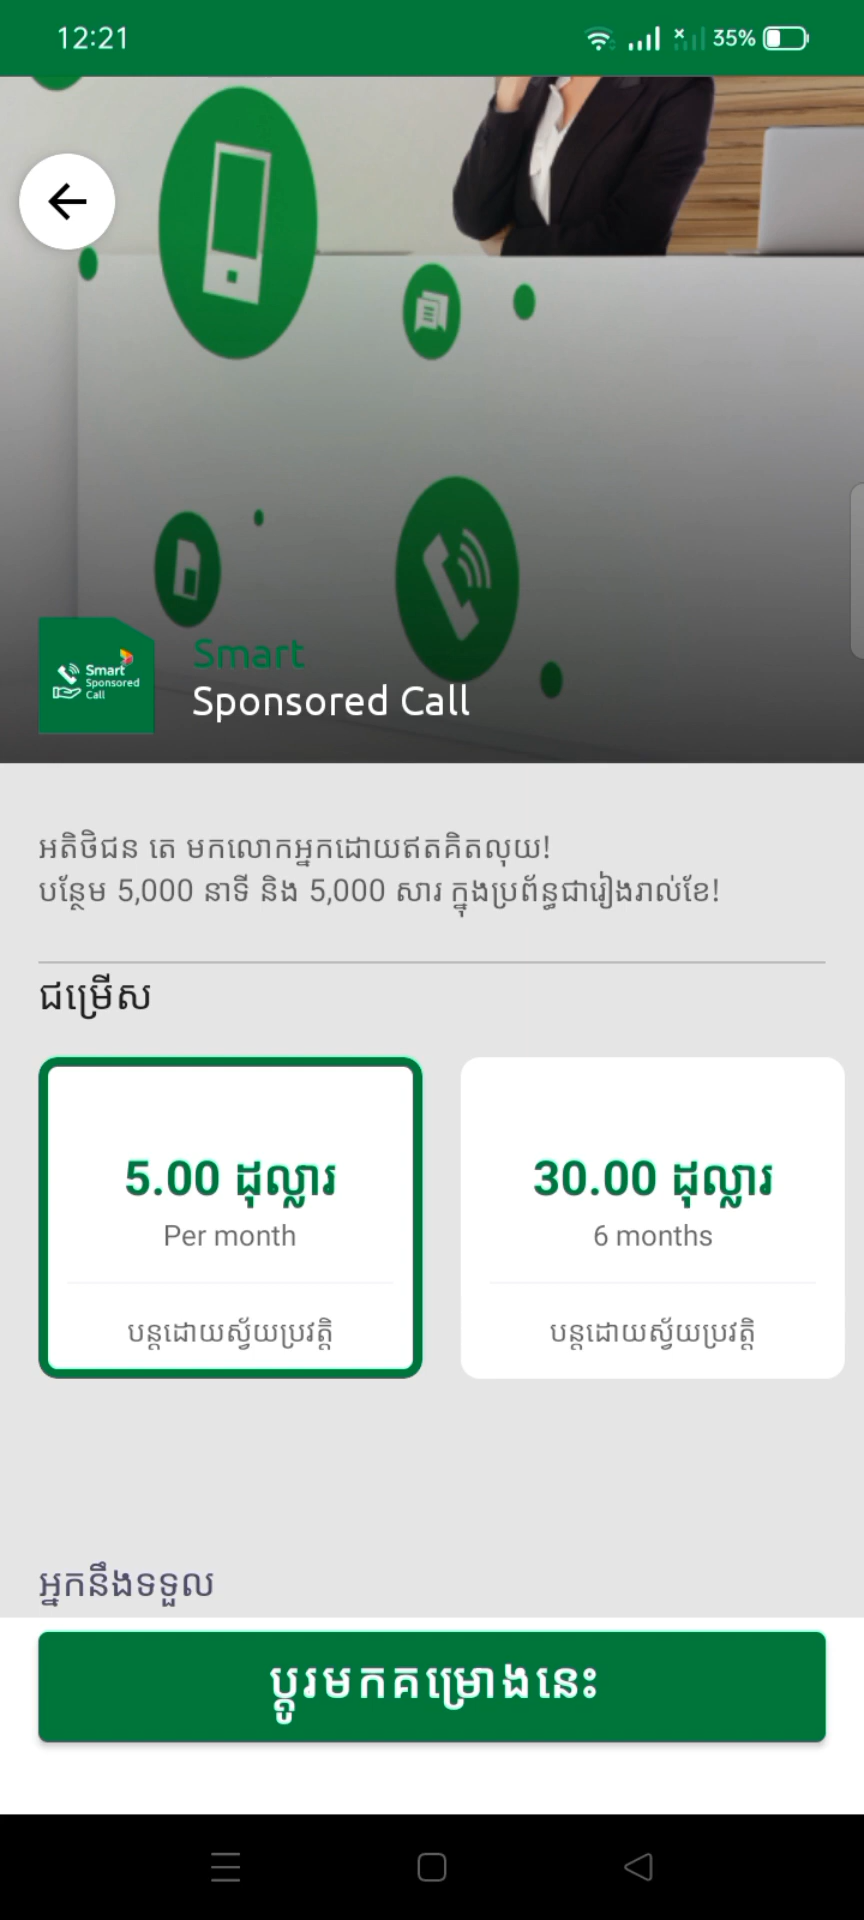 12:21
35%
Smart
Sponsored
Call
Smart
Sponsored Call
អតិថិជន តេ មកលោកអ្នកដោយឥតគិតលុយ!
បន្ថែម 5,000 នាទី និង 5,000 សារ ក្នុងប្រព័ន្ធជារៀងរាល់ខែ!
ជម្រើស
5.00 ដុល្លារ
Per month
បន្តដោយស្វ័យប្រវត្តិ
30.00 ដុល្លារ
6 months
បន្តដោយស្វ័យប្រវត្តិ
អ្នកនឹងទទួល
ប្តូរមកគម្រោងនេះ